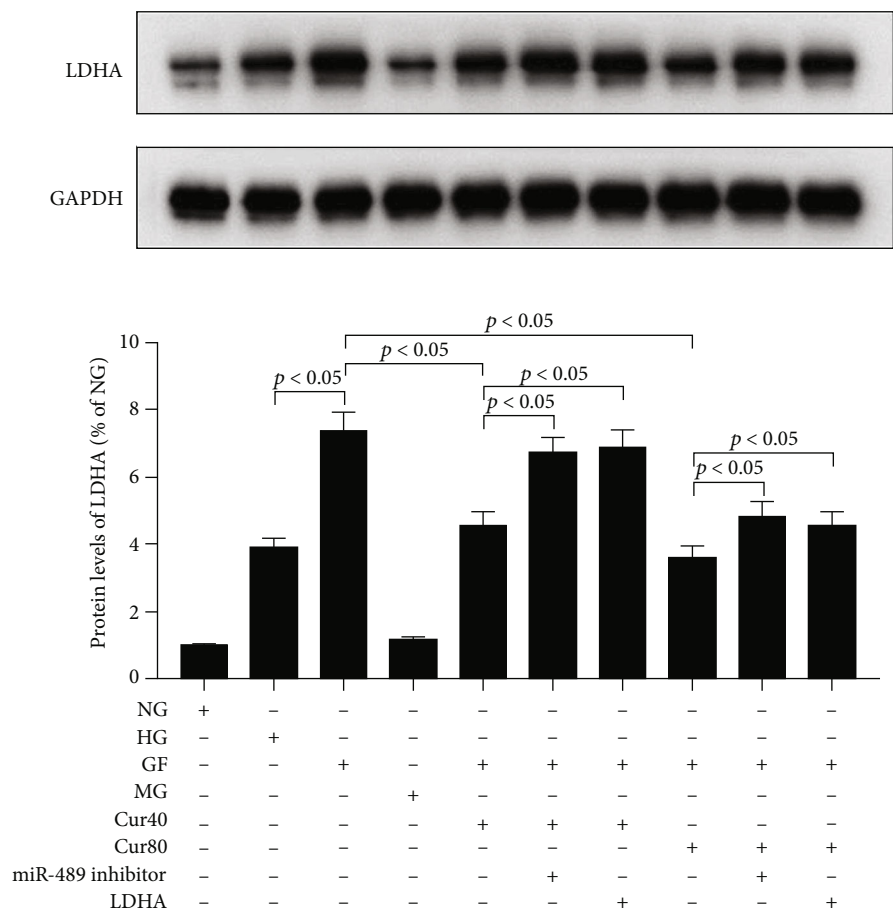 LDHA
GAPDH
Protein levels of LDHA (% of NG)
10
8
6
4
2
0
p < 0.05
p < 0.05
p < 0.05
p < 0.05
p < 0.05
p < 0.05
p < 0.05
NG + – – – – – – – – –
HG – + – – – – – – – –
GF – – + – + + + + + +
MG – – – + – – – – – –
Cur40 – – – – + + + – – –
Cur80 – – – – – – – + + +
miR-489 inhibitor – – – – – + – – + –
LDHA – – – – – – + – – +